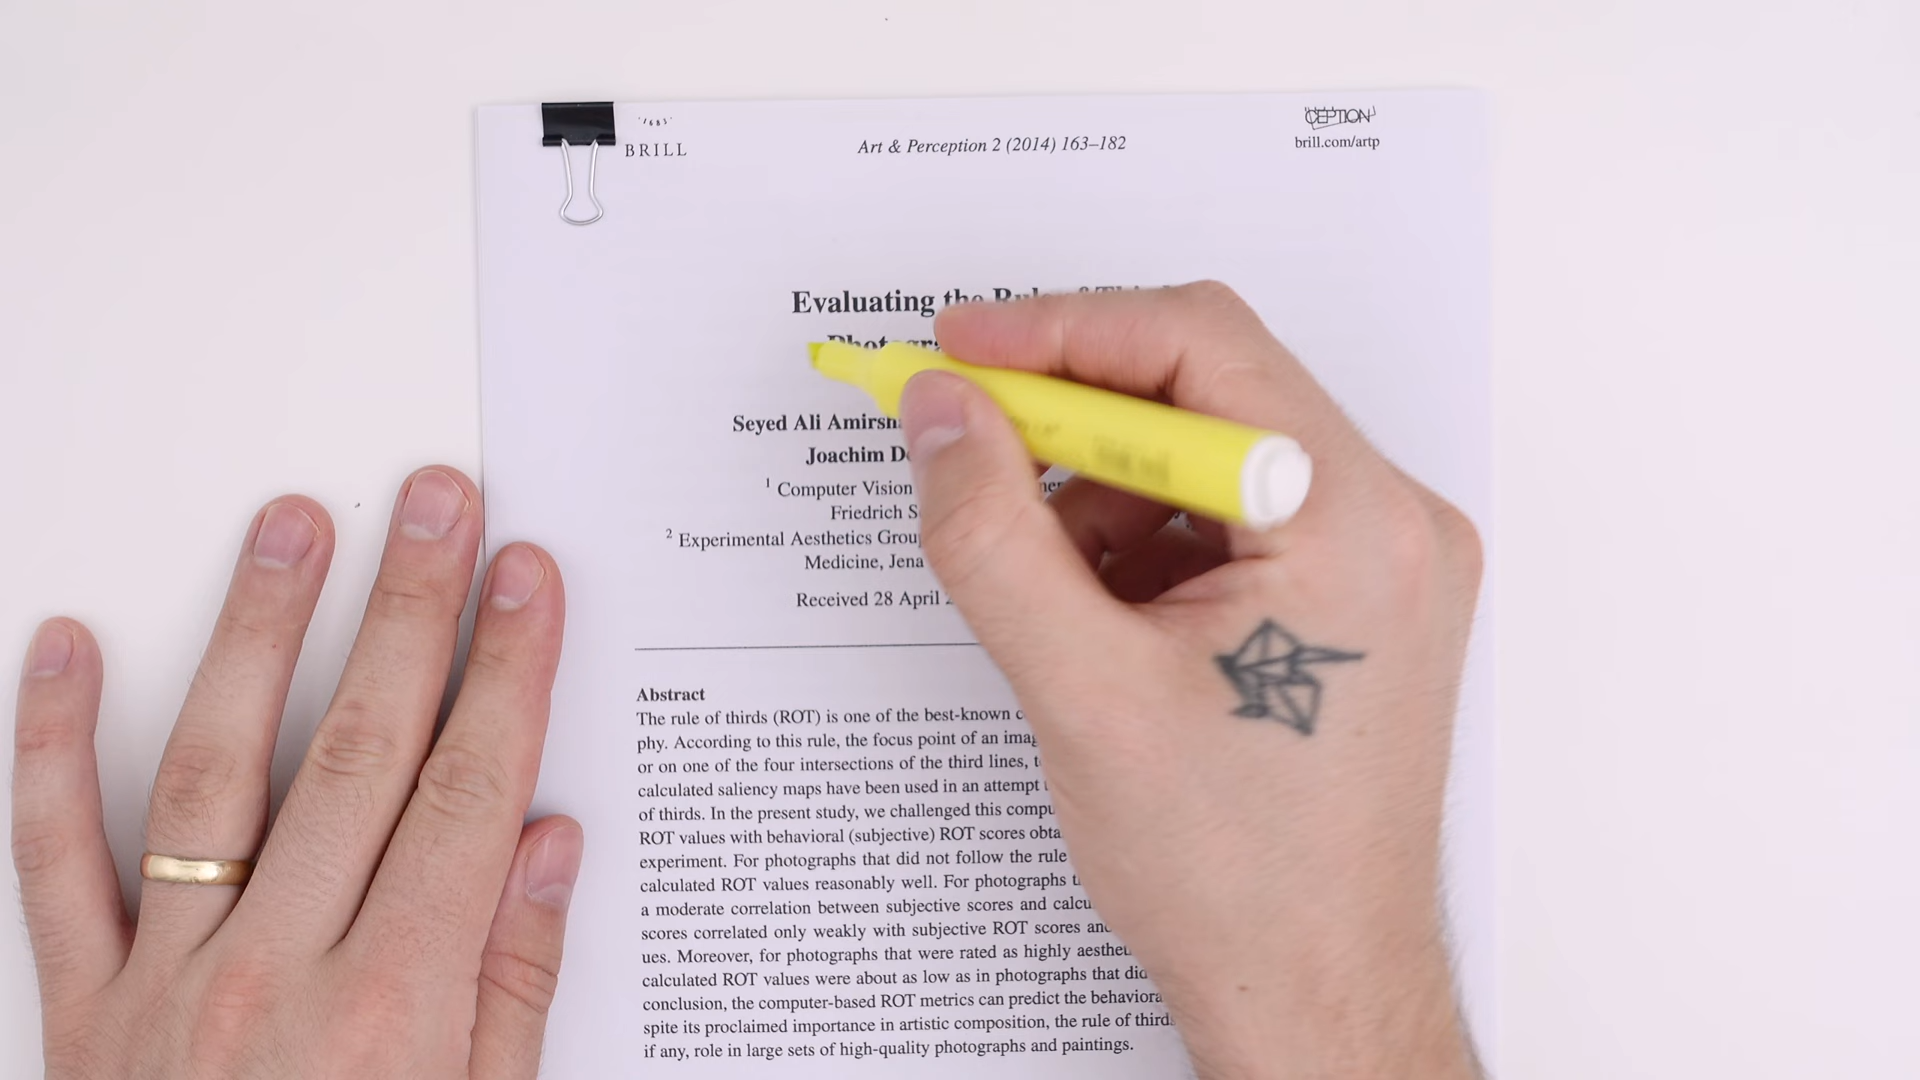 '1683'
BRILL
Art & Perception 2 (2014) 163–182
CEPTION
brill.com/artp
Evaluating the Rule of Thirds
Photogra
Seyed Ali Amirsh
Joachim De
1 Computer Vision
Friedrich S
2 Experimental Aesthetics Group
Medicine, Jena
Received 28 April 2
Abstract
The rule of thirds (ROT) is one of the best-known c
phy. According to this rule, the focus point of an imag
or on one of the four intersections of the third lines, t
calculated saliency maps have been used in an attempt t
of thirds. In the present study, we challenged this compu
ROT values with behavioral (subjective) ROT scores obta
experiment. For photographs that did not follow the rule
calculated ROT values reasonably well. For photographs t
a moderate correlation between subjective scores and calcu
scores correlated only weakly with subjective ROT scores and
ues. Moreover, for photographs that were rated as highly aesthet
calculated ROT values were about as low as in photographs that did
conclusion, the computer-based ROT metrics can predict the behaviora
spite its proclaimed importance in artistic composition, the rule of thirds
if any, role in large sets of high-quality photographs and paintings.